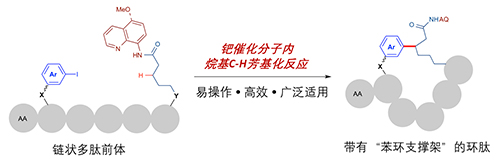 MeO
N
HN
O
NHAQ
O
钯催化分子内
烷基C-H芳基化反应
Ar
I
H
Ar
X
Y
易操作•高效•广泛适用
X
Y
AA
AA
链状多肽前体
带有“苯环支撑架”的环肽